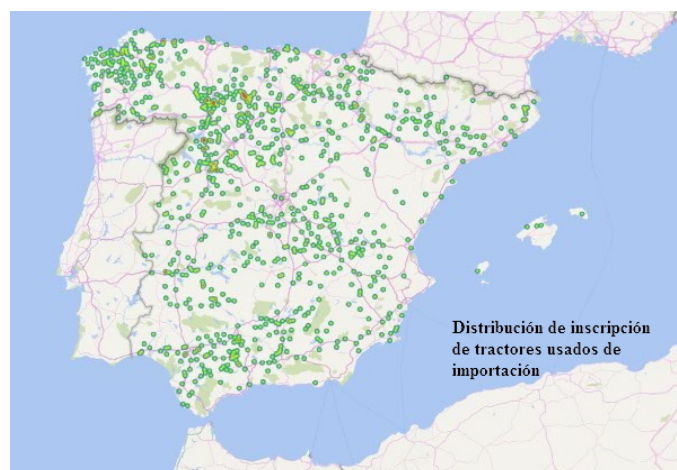 Distribución de inscripción
de tractores usados de
importación